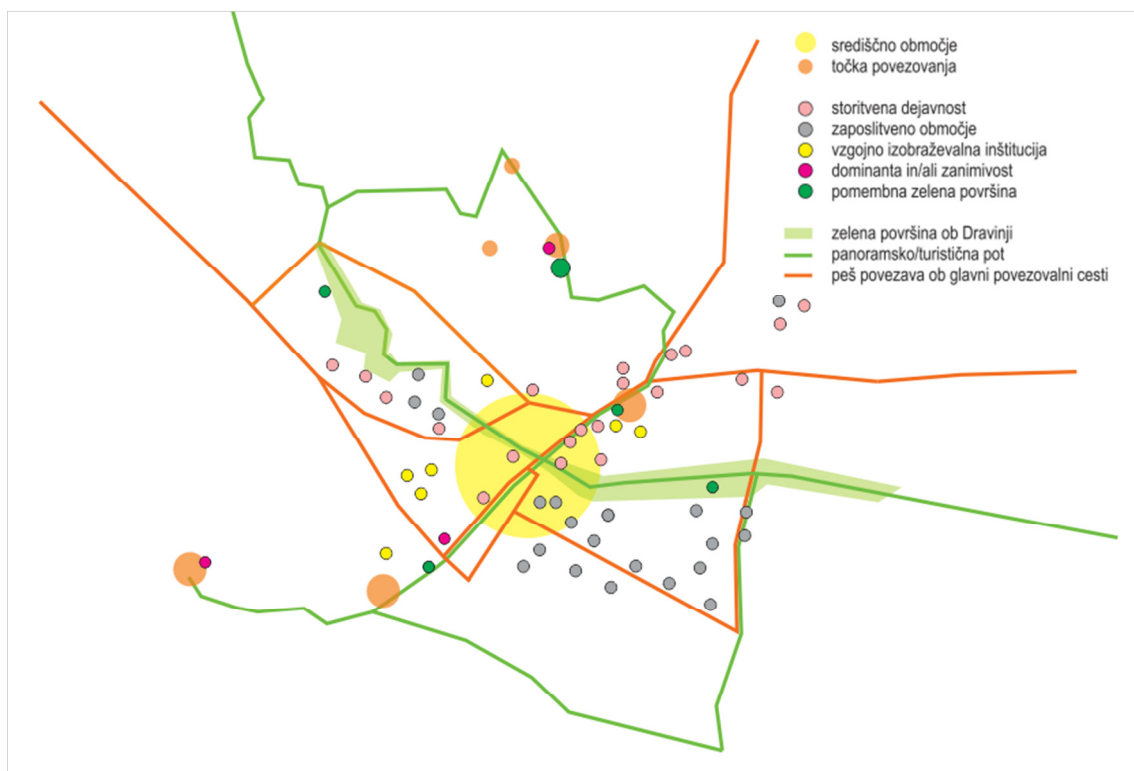 središčno območje
točka povezovanja
storitvena dejavnost
zaposlitveno območje
vzgojno izobraževalna inštitucija
dominanta in/ali zanimivost
pomembna zelena površina
zelena površina ob Dravinji
panoramsko/turistična pot
peš povezava ob glavni povezovalni cesti